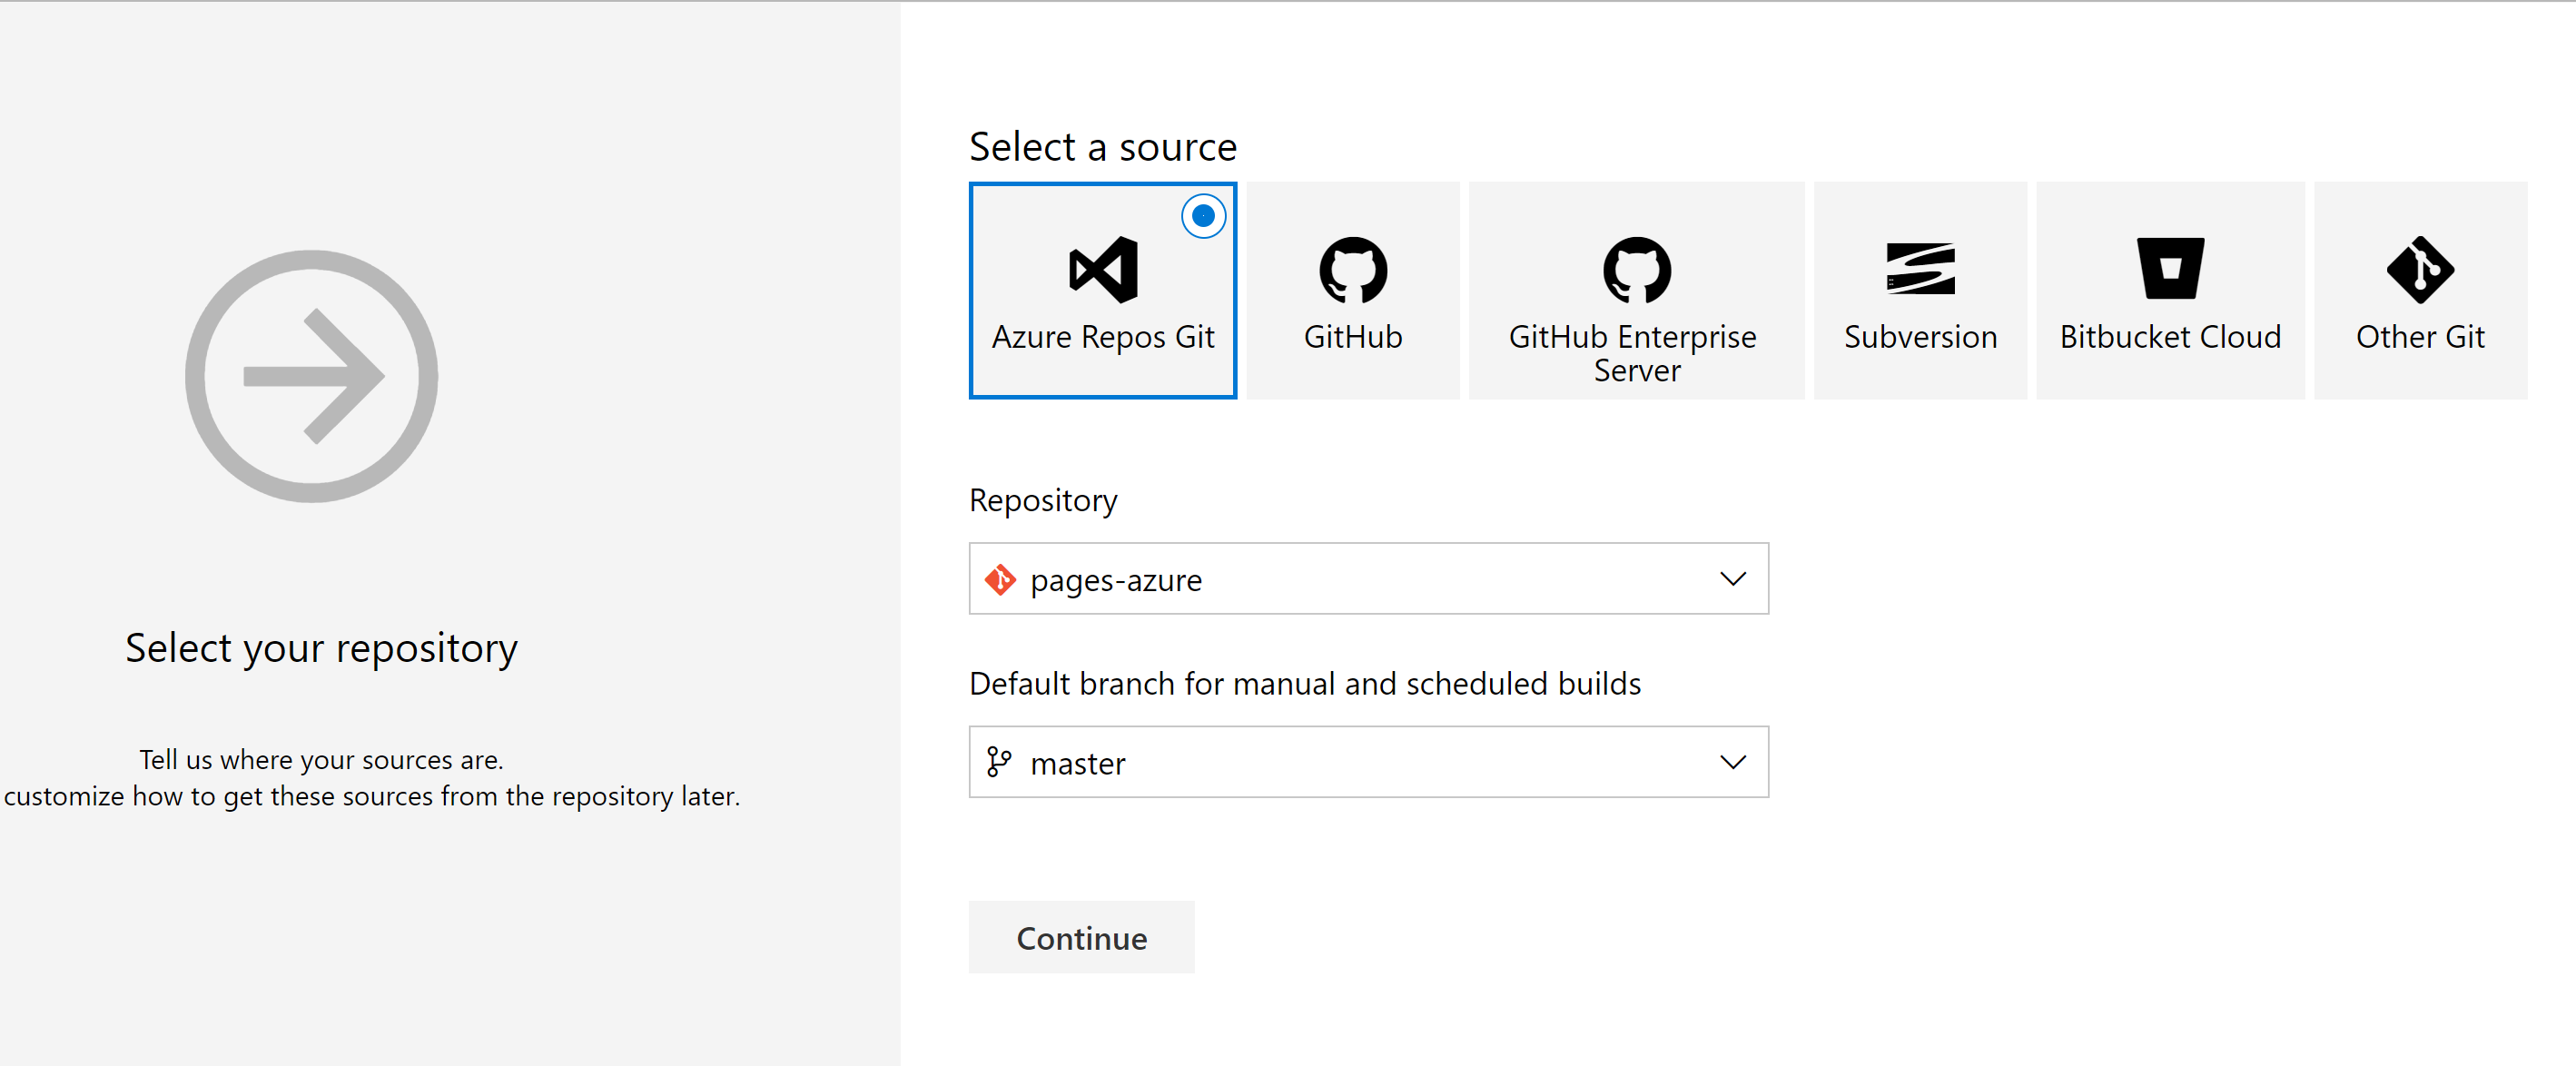 Select your repository
Tell us where your sources are.
customize how to get these sources from the repository later.
Select a source
Azure Repos Git
GitHub
GitHub Enterprise
Server
Subversion
Bitbucket Cloud
Other Git
Repository
pages-azure
Default branch for manual and scheduled builds
master
Continue